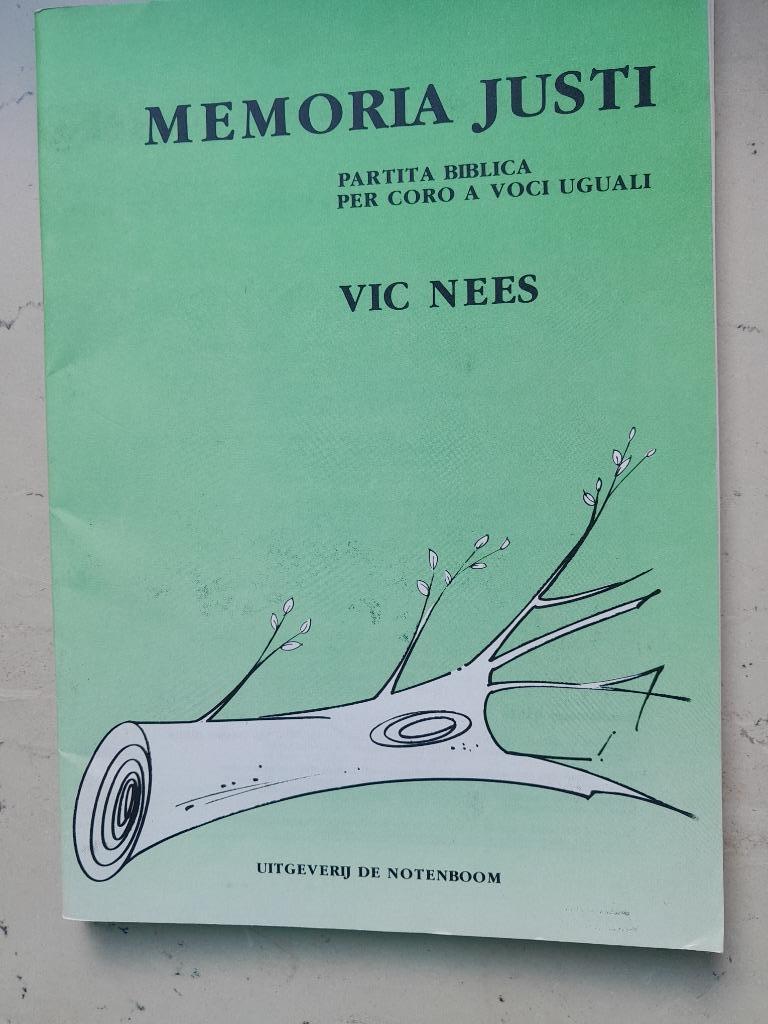 MEMORIA JUSTI
PARTITA BIBLICA
PER CORO A VOCI UGUALI
VIC NEES
UITGEVERIJ DE NOTENBOOM